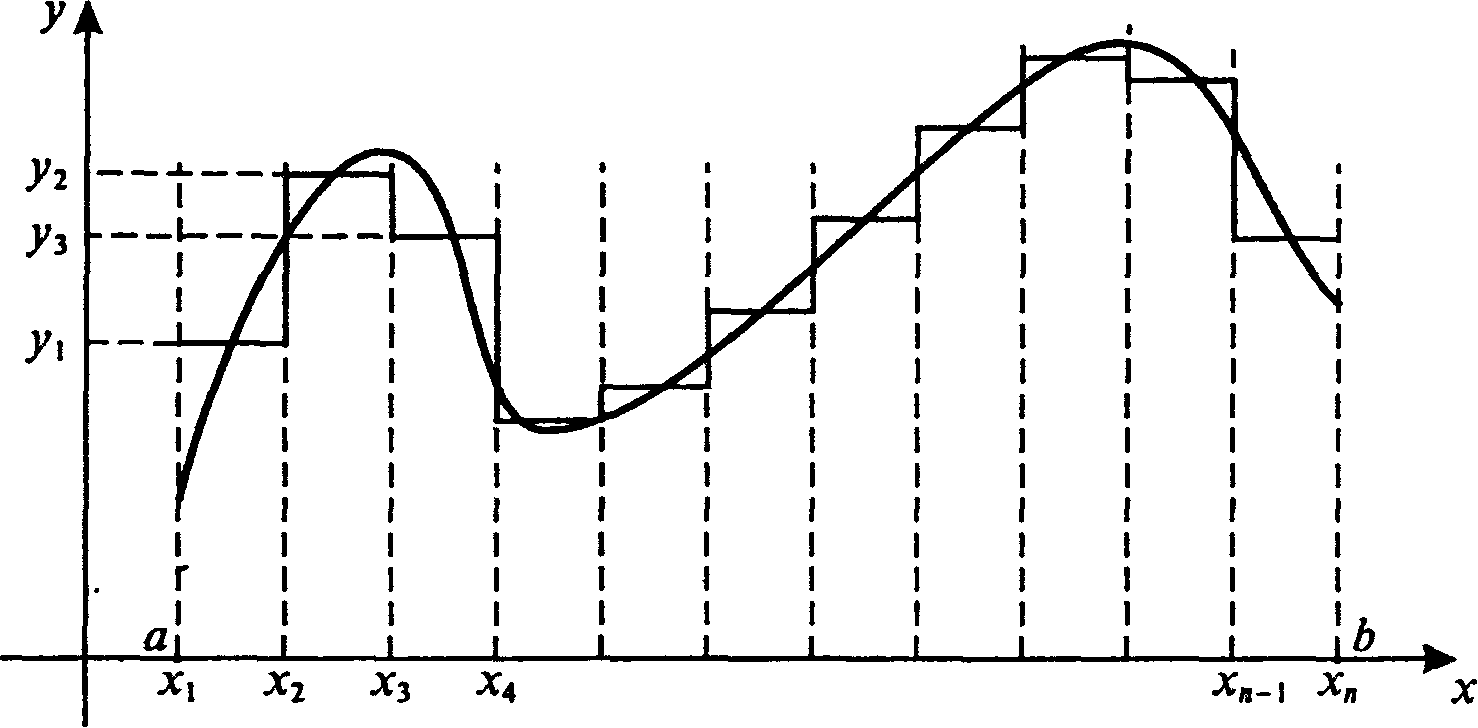 y
y₂
y₃
y₁
a b
x₁ x₂ x₃ x₄ xₙ₋₁ xₙ x